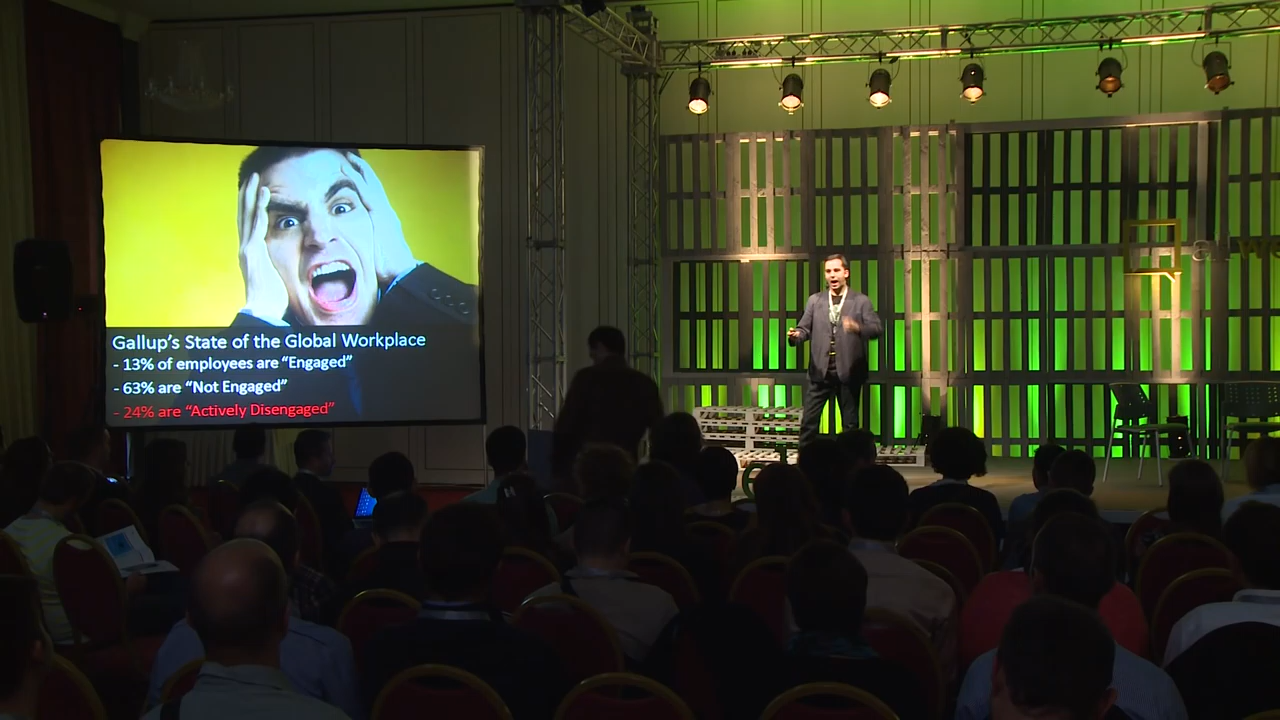 Gallup's State of the Global Workplace
- 13% of employees are "Engaged"
- 63% are "Not Engaged"
- 24% are "Actively Disengaged"